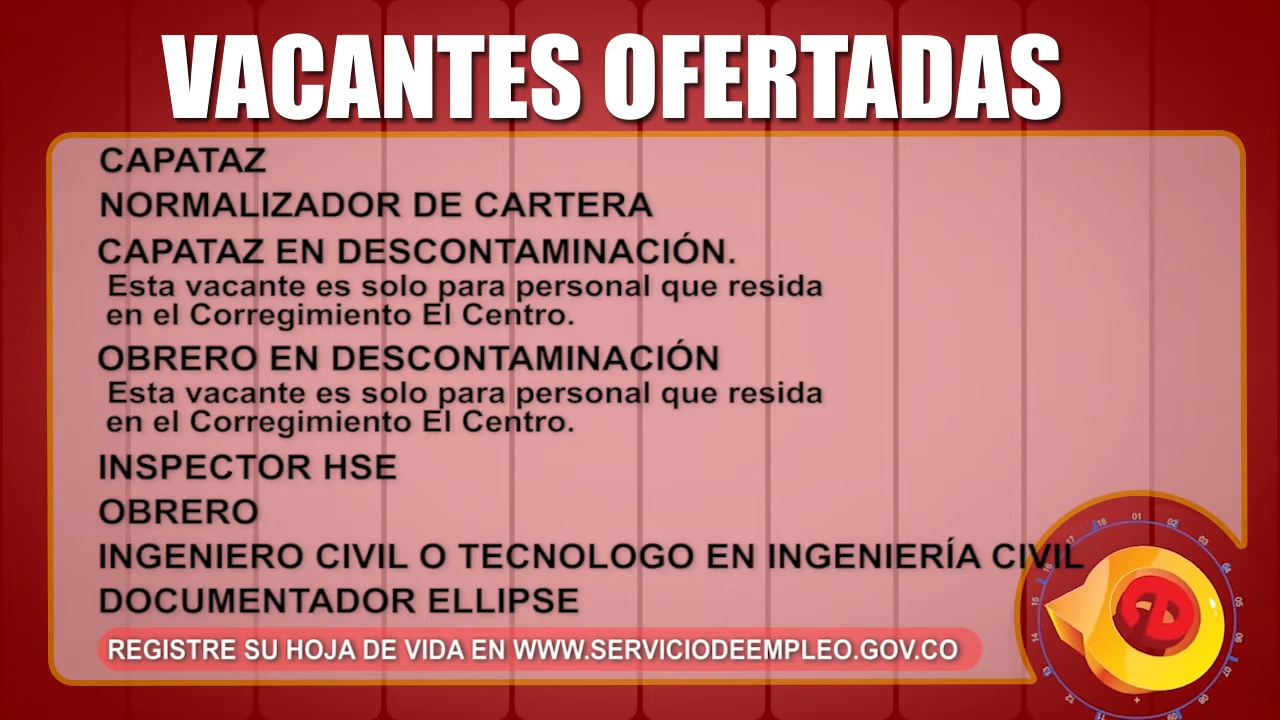 VACANTES OFERTADAS
CAPATAZ
NORMALIZADOR DE CARTERA
CAPATAZ EN DESCONTAMINACIÓN.
Esta vacante es solo para personal que resida
en el Corregimiento El Centro.
OBRERO EN DESCONTAMINACIÓN
Esta vacante es solo para personal que resida
en el Corregimiento El Centro.
INSPECTOR HSE
OBRERO
INGENIERO CIVIL O TECNOLOGO EN INGENIERÍA CIVIL
DOCUMENTADOR ELLIPSE
REGISTRE SU HOJA DE VIDA EN WWW.SERVICIODEEMPLEO.GOV.CO